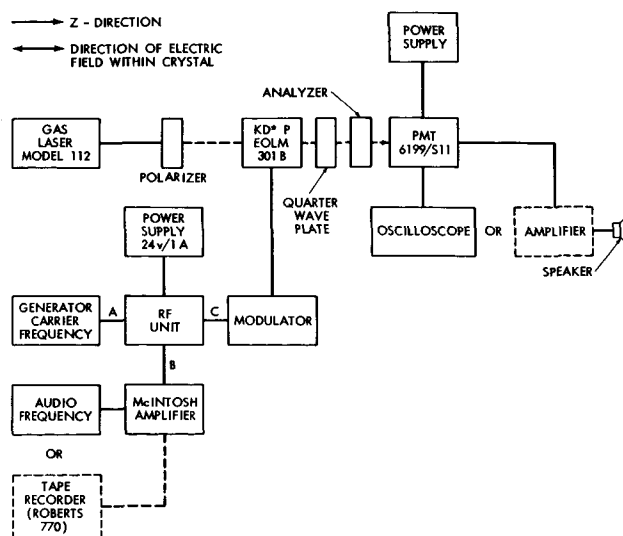 Z - DIRECTION
DIRECTION OF ELECTRIC
FIELD WITHIN CRYSTAL
POWER
SUPPLY
ANALYZER
GAS
LASER
MODEL 112
POLARIZER
KD* P
EOLM
301 B
PMT
6199/S11
QUARTER
WAVE
PLATE
POWER
SUPPLY
24v/1A
OSCILLOSCOPE
OR
AMPLIFIER
SPEAKER
GENERATOR
CARRIER
FREQUENCY
A
RF
UNIT
C
MODULATOR
B
AUDIO
FREQUENCY
McINTOSH
AMPLIFIER
OR
TAPE
RECORDER
(ROBERTS
770)